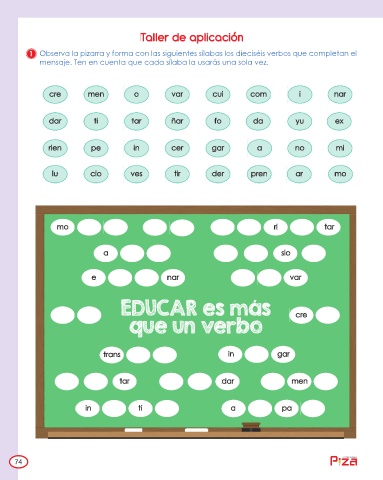 Taller de aplicación
1 Observa la pizarra y forma con las siguientes sílabas los dieciséis verbos que completan el
mensaje. Ten en cuenta que cada sílaba la usarás una sola vez.
cre men o var cui com i nar
dar ti tar ñar fo da yu ex
rien pe in cer gar a no mi
lu cio ves tir der pren ar mo
mo ri tar
a sio
e nar var
EDUCAR es más
que un verbo
cre
trans in gar
tar dar men
in ti a pa
74
Piza